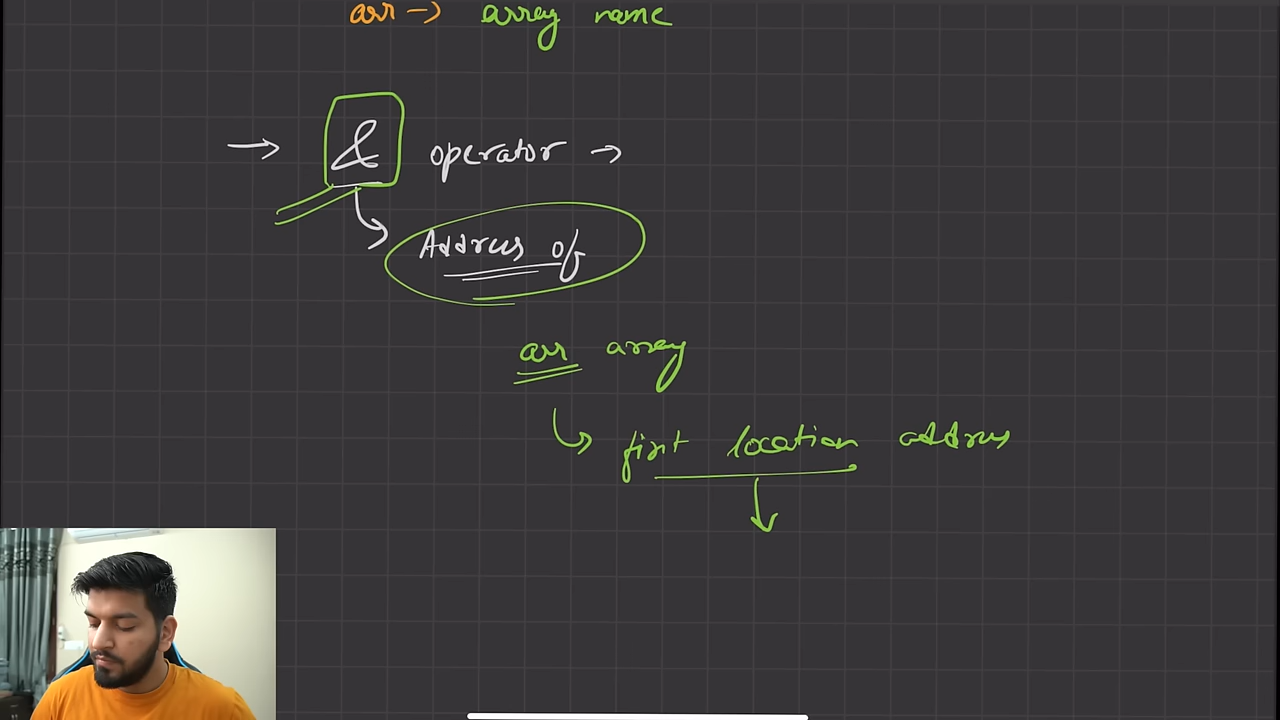 arr → array name
→ & operator →
Address of
arr array
first location address